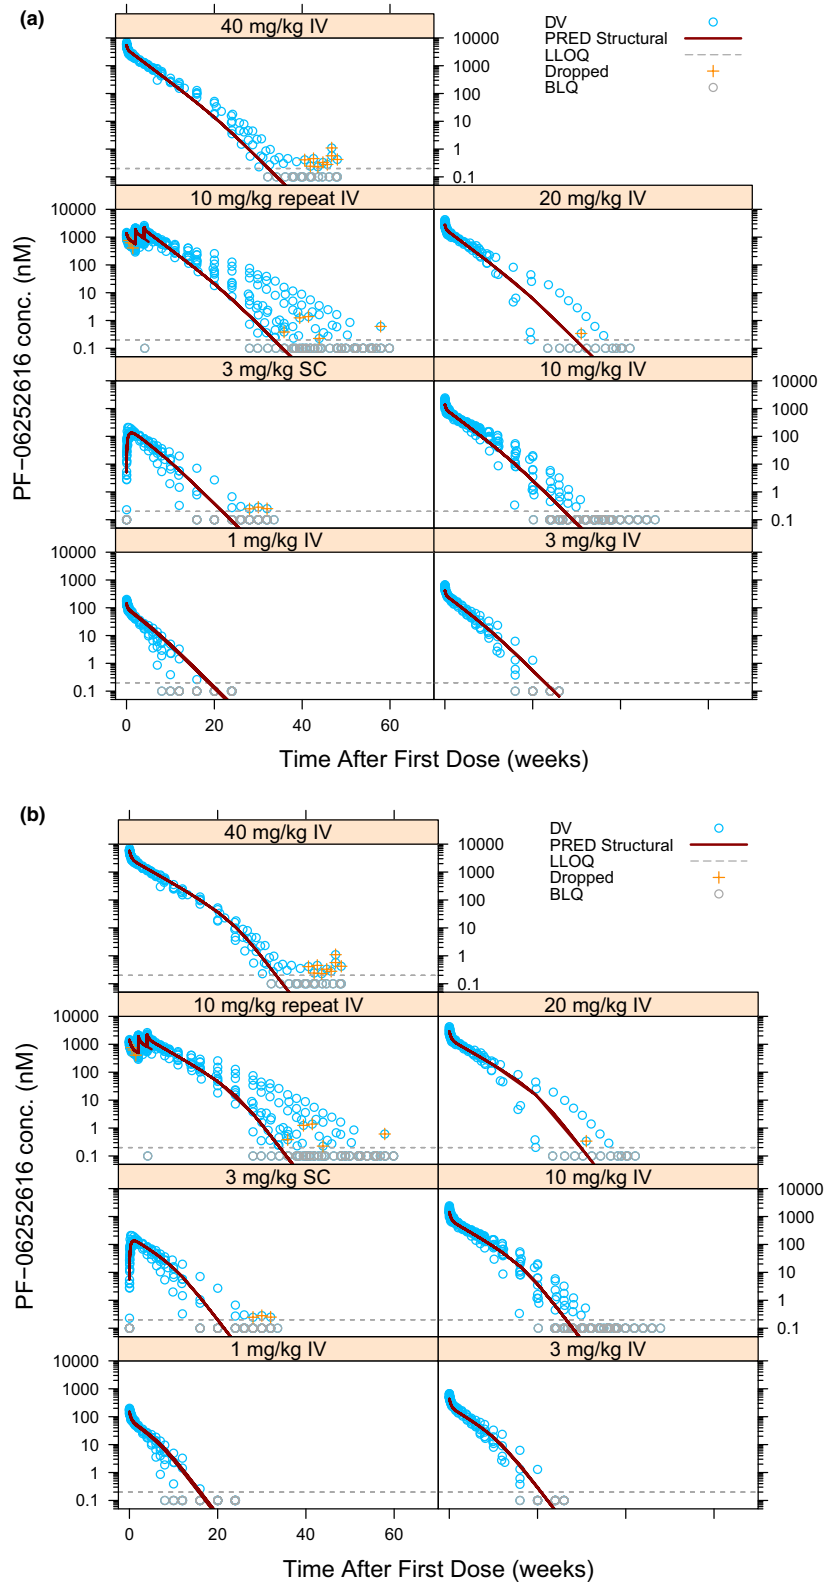 (a)
40 mg/kg IV
DV
PRED Structural
LLOQ
Dropped
BLQ
10000
1000
100
10
1
0.1
10 mg/kg repeat IV
20 mg/kg IV
10000
1000
100
10
1
0.1
3 mg/kg SC
10 mg/kg IV
10000
1000
100
10
1
0.1
1 mg/kg IV
3 mg/kg IV
10000
1000
100
10
1
0.1
PF−06252616 conc. (nM)
0 20 40 60
Time After First Dose (weeks)
(b)
40 mg/kg IV
DV
PRED Structural
LLOQ
Dropped
BLQ
10000
1000
100
10
1
0.1
10 mg/kg repeat IV
20 mg/kg IV
10000
1000
100
10
1
0.1
3 mg/kg SC
10 mg/kg IV
10000
1000
100
10
1
0.1
1 mg/kg IV
3 mg/kg IV
10000
1000
100
10
1
0.1
PF−06252616 conc. (nM)
0 20 40 60
Time After First Dose (weeks)